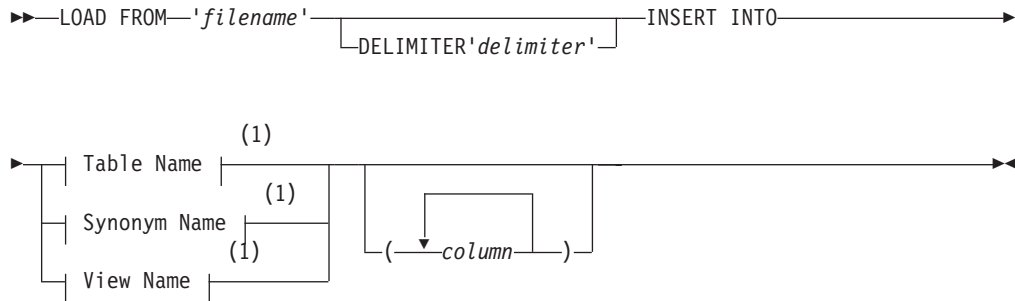 LOAD FROM 'filename' INSERT INTO
DELIMITER'delimiter'
(1)
Table Name
(1)
Synonym Name
(1)
View Name
( column )